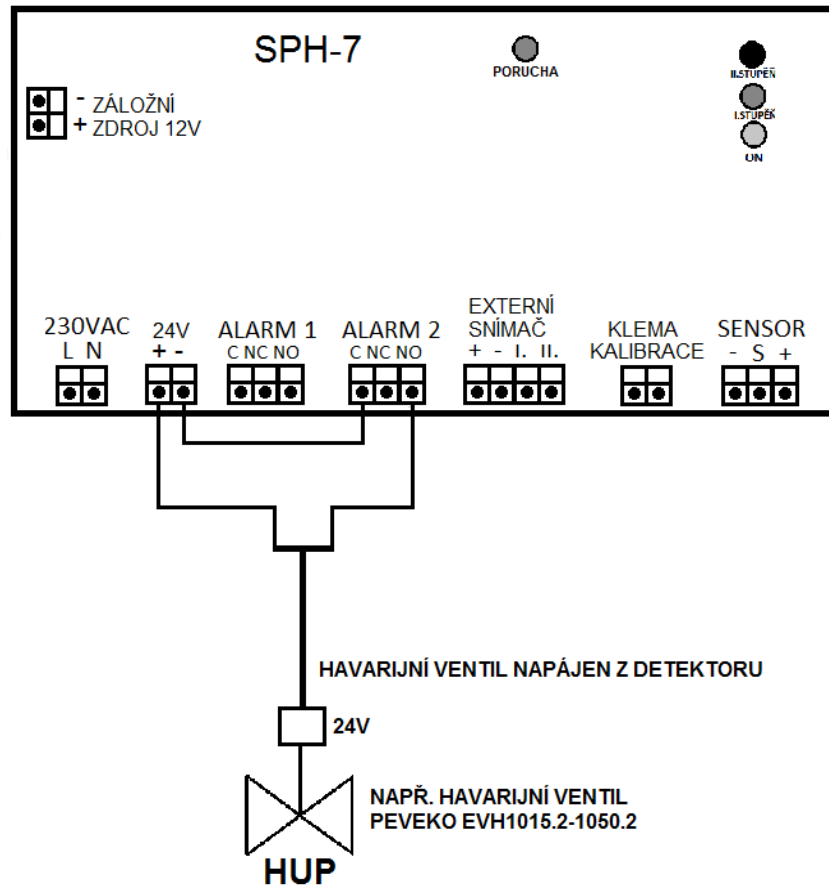 SPH-7
PORUCHA
II.STUPĚŇ
I.STUPĚŇ
ON
- ZÁLOŽNÍ
+ ZDROJ 12V
230VAC
L N
24V
+ -
ALARM 1
C NC NO
ALARM 2
C NC NO
EXTERNÍ
SNÍMAČ
+ - I. II.
KLEMA
KALIBRACE
SENSOR
- S +
HAVARIJNÍ VENTIL NAPÁJEN Z DETEKTORU
24V
NAPŘ. HAVARIJNÍ VENTIL
PEVEKO EVH1015.2-1050.2
HUP